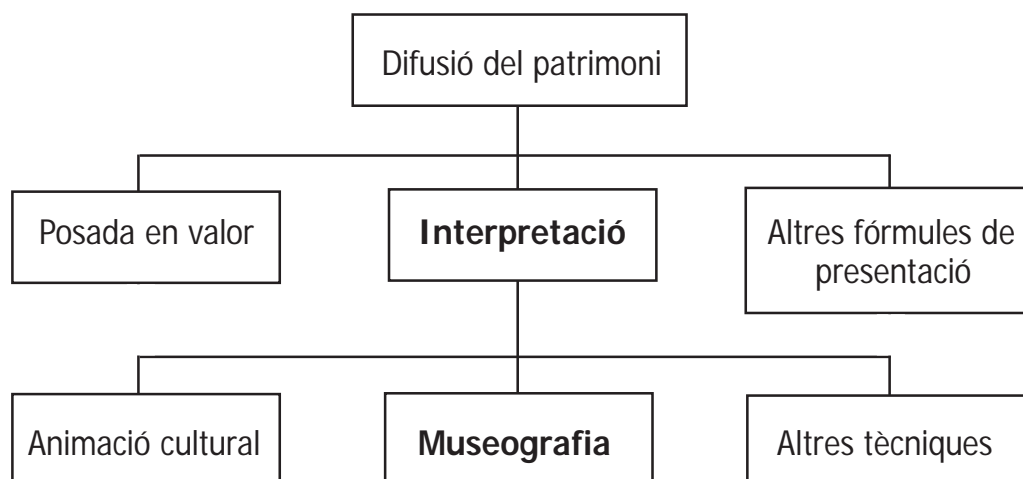 Difusió del patrimoni
Posada en valor
Interpretació
Altres fórmules de
presentació
Animació cultural
Museografia
Altres tècniques